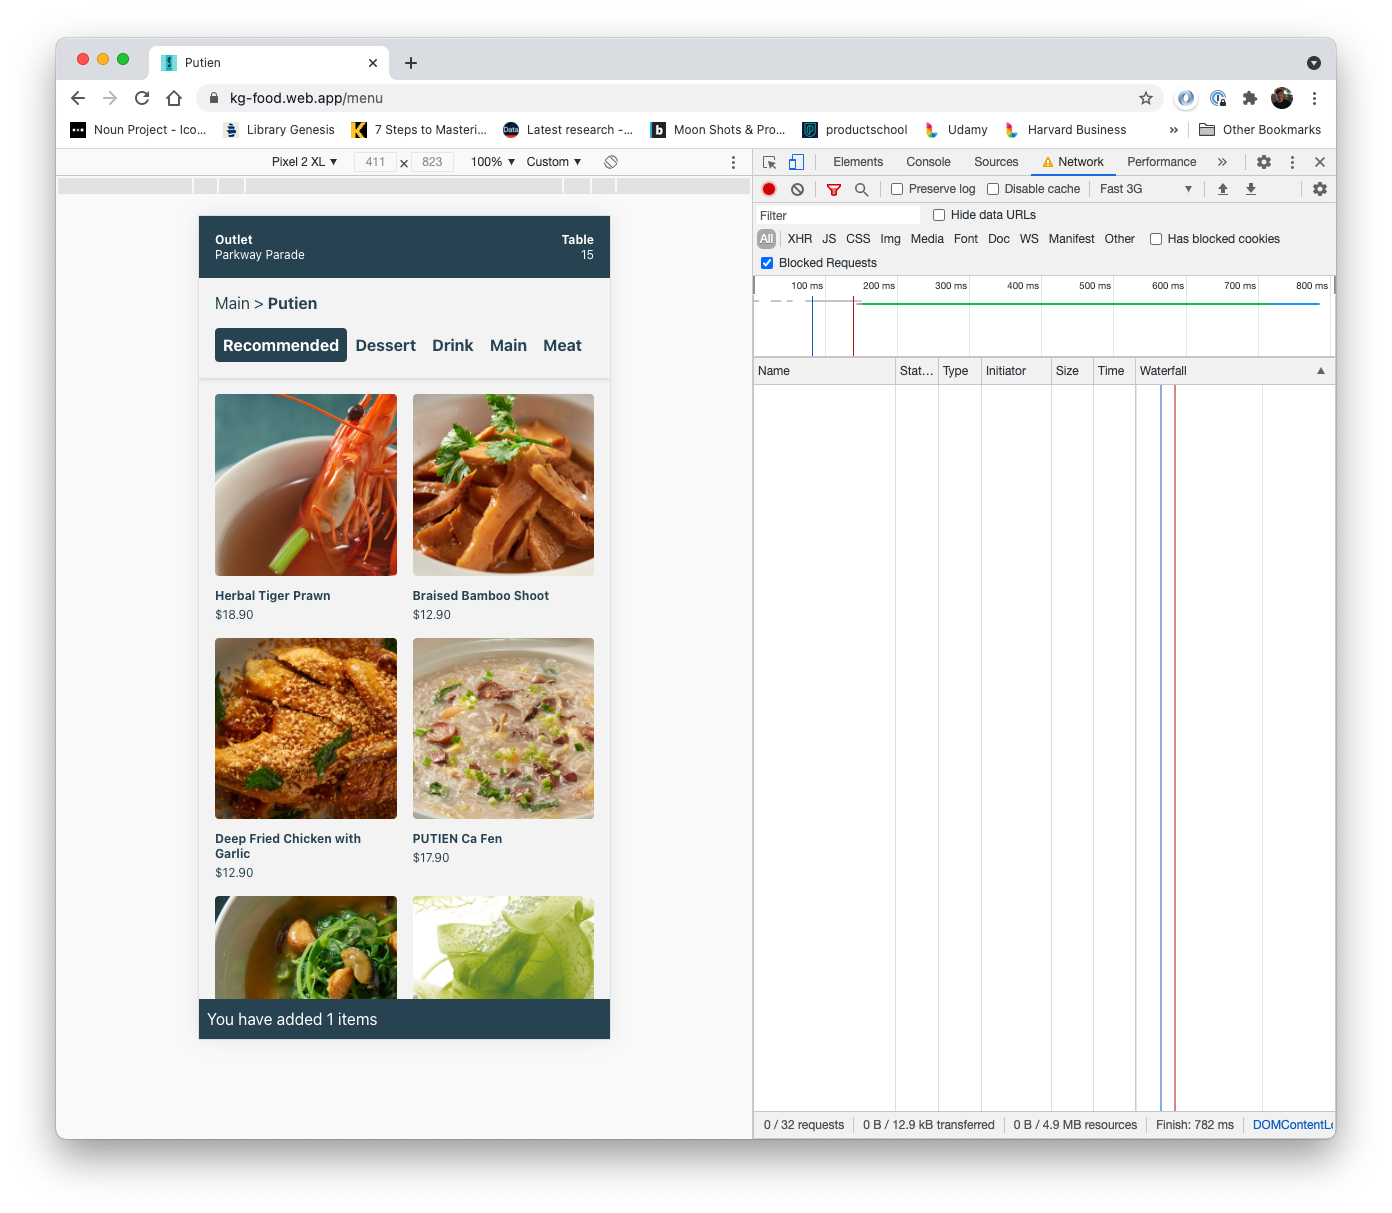 Putien
kg-food.web.app/menu
Noun Project - Ico...
Library Genesis
7 Steps to Masteri...
Data
Latest research -...
b
Moon Shots & Pro...
productschool
Udamy
Harvard Business
»
Other Bookmarks
Pixel 2 XL ▼ 411 x 823 100% ▼ Custom ▼
Elements Console Sources Network Performance »
Preserve log Disable cache Fast 3G ▼
Filter Hide data URLs
All XHR JS CSS Img Media Font Doc WS Manifest Other Has blocked cookies
Blocked Requests
100 ms 200 ms 300 ms 400 ms 500 ms 600 ms 700 ms 800 ms
Name Stat... Type Initiator Size Time Waterfall ▲
0 / 32 requests 0 B / 12.9 kB transferred 0 B / 4.9 MB resources Finish: 782 ms DOMContentLo
Outlet Table
Parkway Parade 15
Main > Putien
Recommended Dessert Drink Main Meat
Herbal Tiger Prawn
$18.90
Braised Bamboo Shoot
$12.90
Deep Fried Chicken with
Garlic
$12.90
PUTIEN Ca Fen
$17.90
You have added 1 items